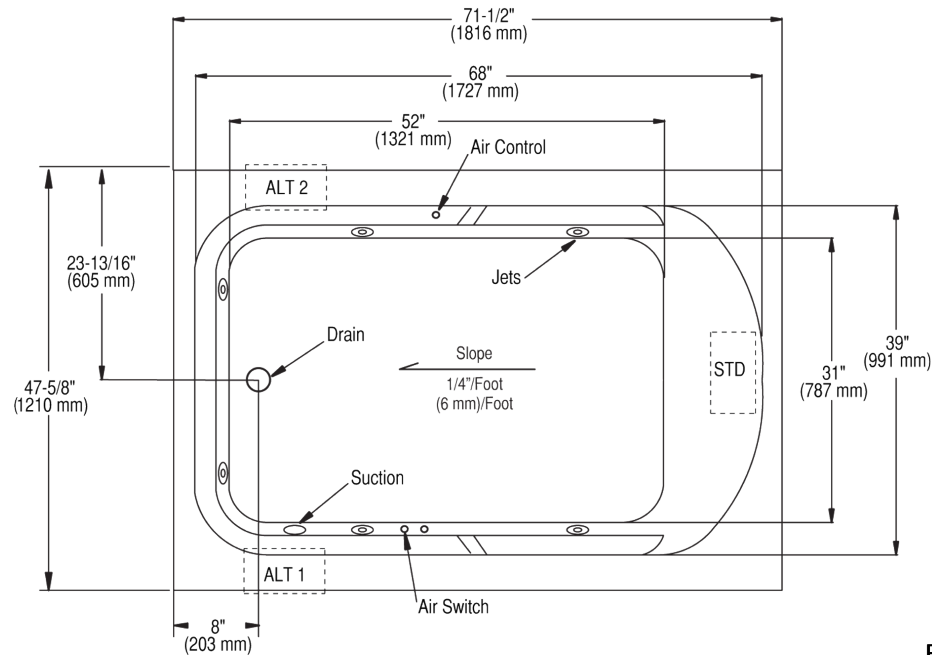 71-1/2"
(1816 mm)
68"
(1727 mm)
52"
(1321 mm)
Air Control
ALT 2
23-13/16"
(605 mm)
Jets
Drain
Slope
1/4"/Foot
(6 mm)/Foot
STD
39"
(991 mm)
31"
(787 mm)
47-5/8"
(1210 mm)
Suction
ALT 1
Air Switch
8"
(203 mm)